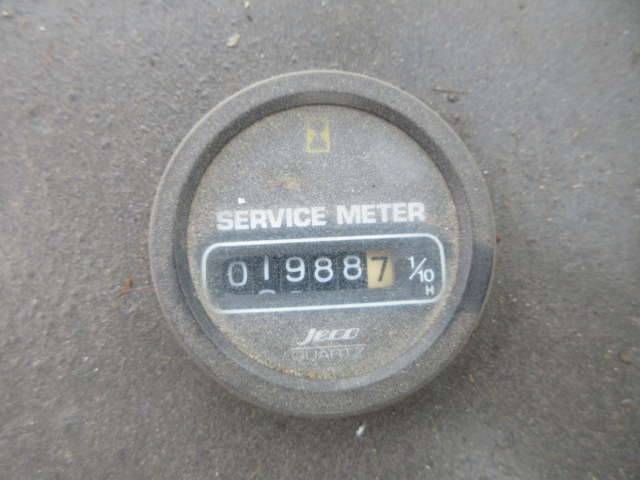 SERVICE METER
019887 1/10
H
Jeco
QUARTZ